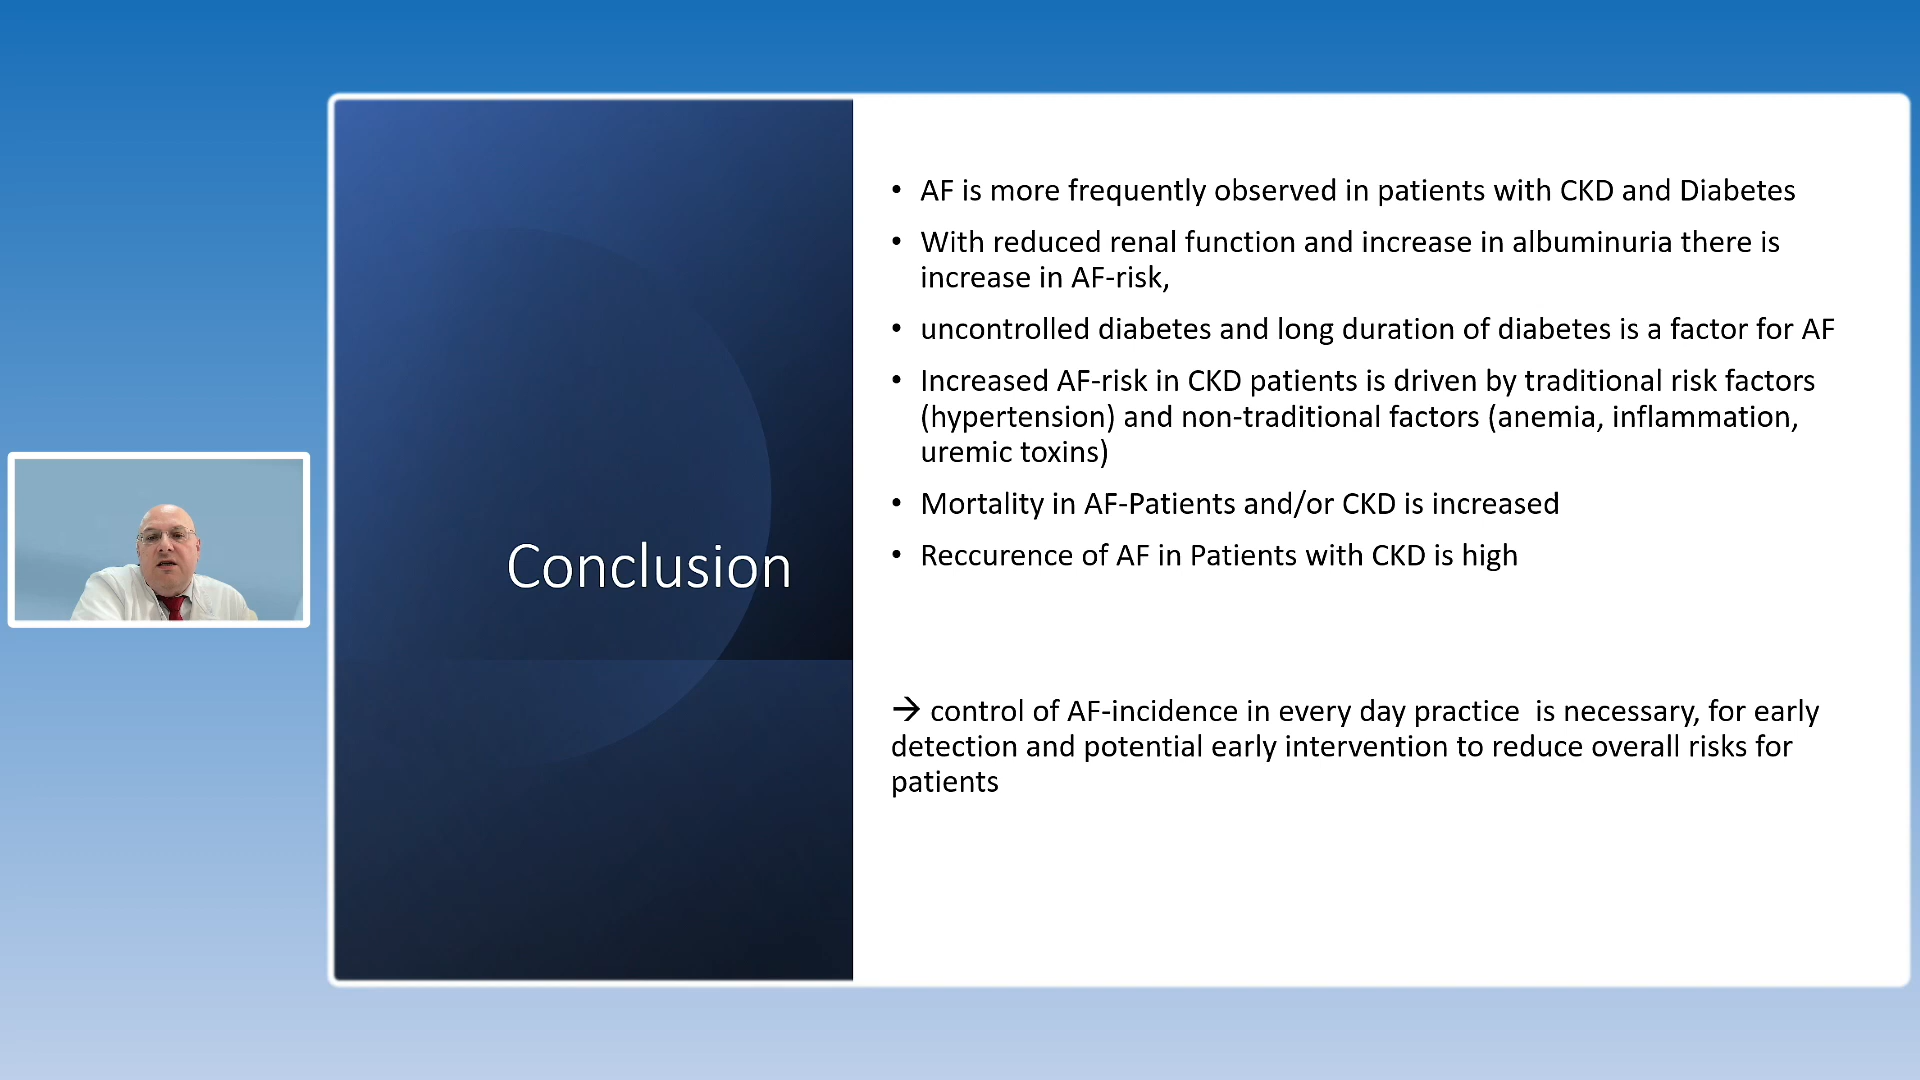 Conclusion
• AF is more frequently observed in patients with CKD and Diabetes
• With reduced renal function and increase in albuminuria there is
increase in AF-risk,
• uncontrolled diabetes and long duration of diabetes is a factor for AF
• Increased AF-risk in CKD patients is driven by traditional risk factors
(hypertension) and non-traditional factors (anemia, inflammation,
uremic toxins)
• Mortality in AF-Patients and/or CKD is increased
• Reccurence of AF in Patients with CKD is high
→ control of AF-incidence in every day practice  is necessary, for early
detection and potential early intervention to reduce overall risks for
patients